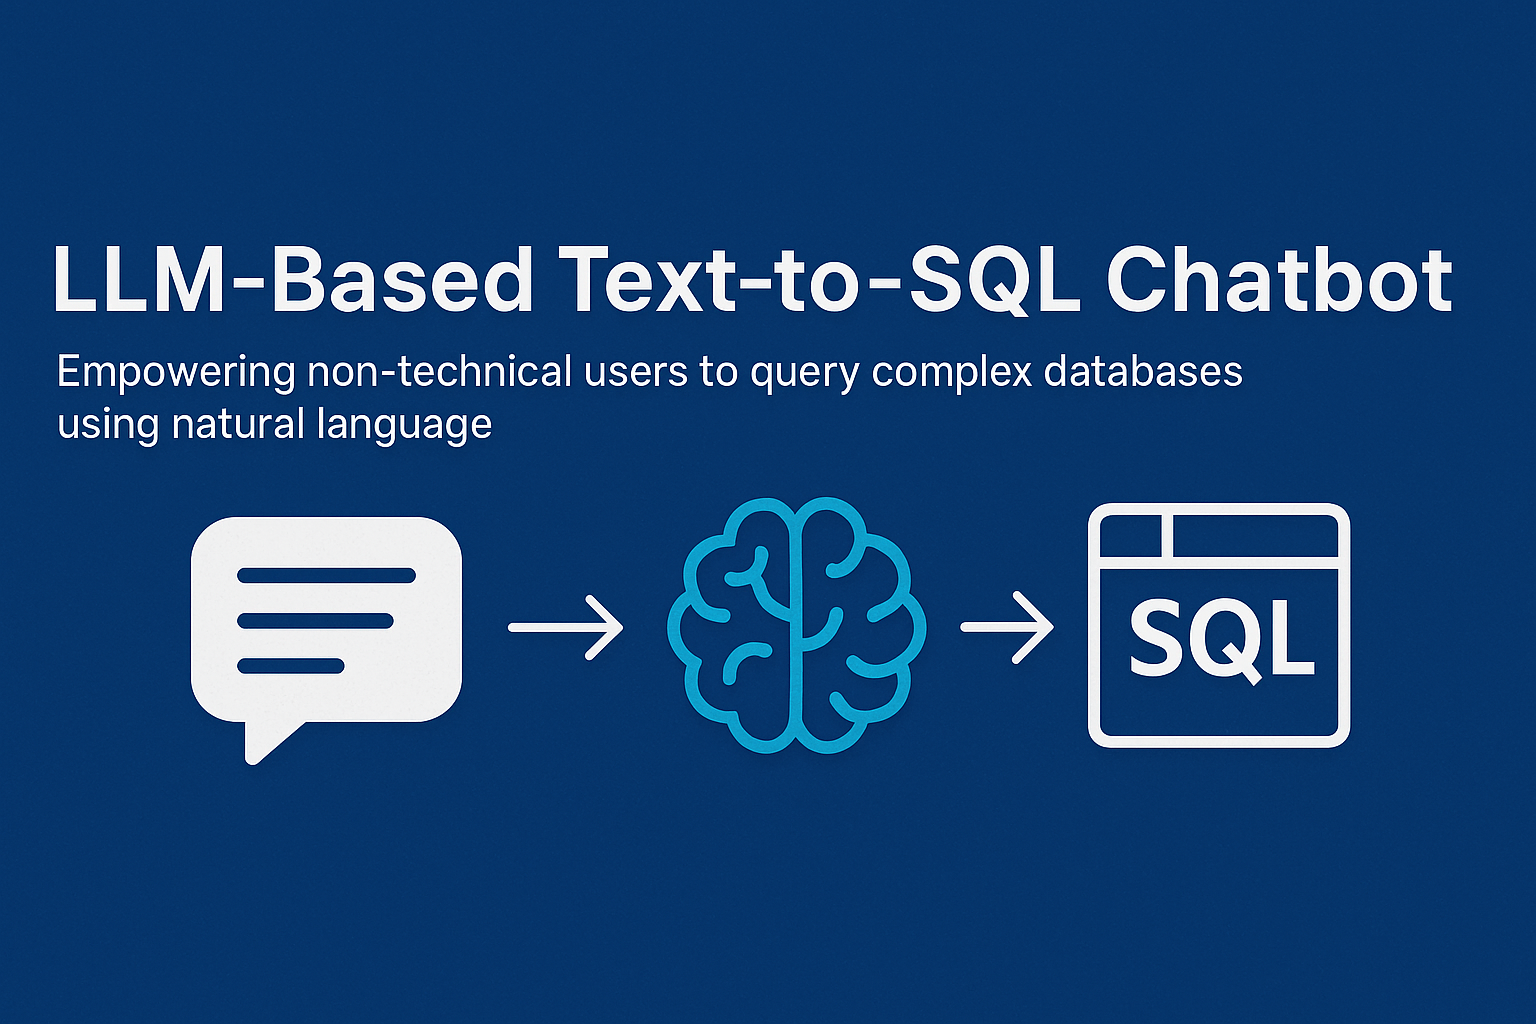 LLM-Based Text-to-SQL Chatbot
Empowering non-technical users to query complex databases
using natural language
SQL